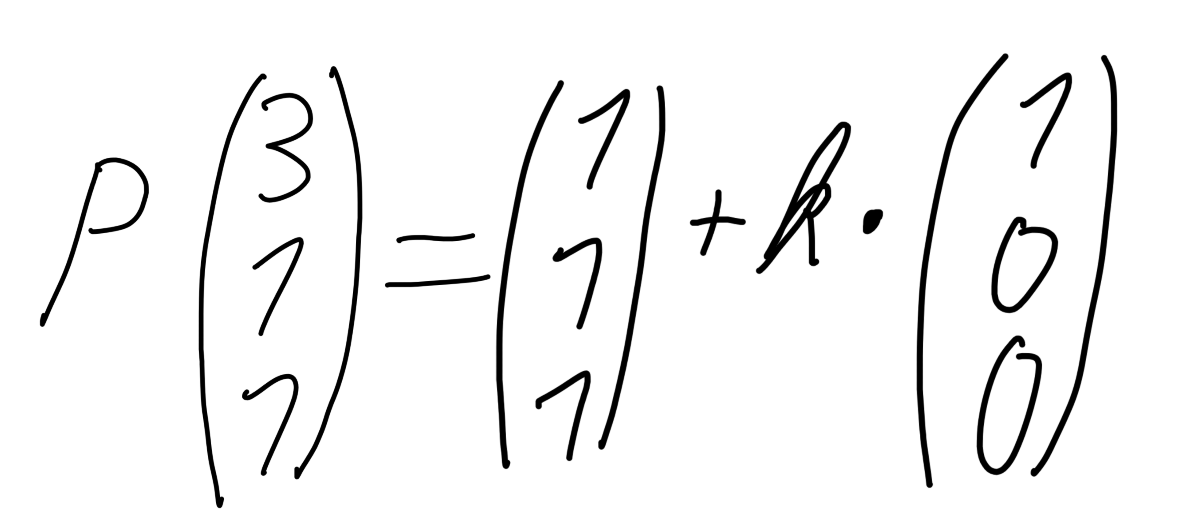 P (3 1 1) = (1 1 1) + k · (1 0 0)